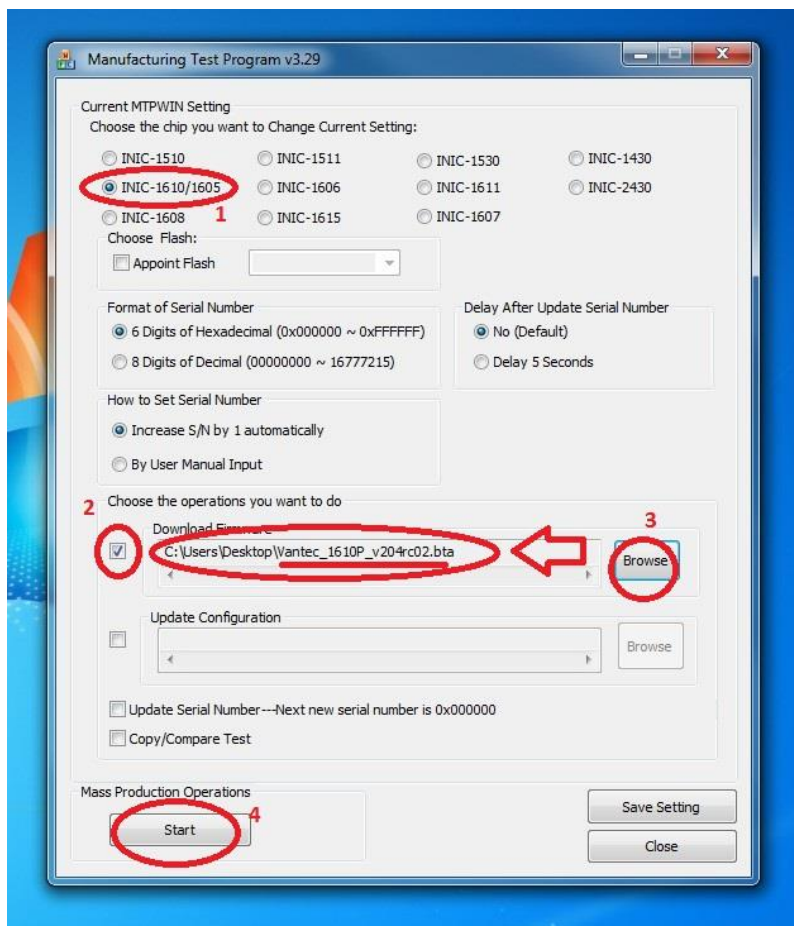 Manufacturing Test Program v3.29
Current MTPWIN Setting
Choose the chip you want to Change Current Setting:
INIC-1510 INIC-1511 INIC-1530 INIC-1430
INIC-1610/1605 INIC-1606 INIC-1611 INIC-2430
1
INIC-1608 INIC-1615 INIC-1607
Choose Flash:
Appoint Flash
Format of Serial Number
6 Digits of Hexadecimal (0x000000 ~ 0xFFFFFF)
8 Digits of Decimal (00000000 ~ 16777215)
Delay After Update Serial Number
No (Default)
Delay 5 Seconds
How to Set Serial Number
Increase S/N by 1 automatically
By User Manual Input
2
Choose the operations you want to do
Download Firmware
3
C:\Users\Desktop\Vantec_1610P_v204rc02.bta
Browse
Update Configuration
Browse
Update Serial Number---Next new serial number is 0x000000
Copy/Compare Test
Mass Production Operations
4
Start
Save Setting
Close